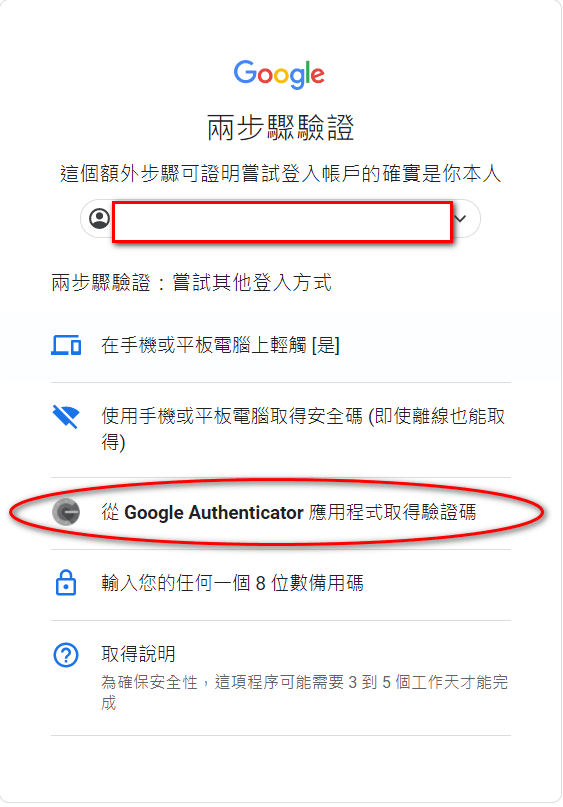 Google
兩步驟驗證
這個額外步驟可證明嘗試登入帳戶的確實是你本人
兩步驟驗證：嘗試其他登入方式
在手機或平板電腦上輕觸 [是]
使用手機或平板電腦取得安全碼 (即使離線也能取
得)
從 Google Authenticator 應用程式取得驗證碼
輸入您的任何一個 8 位數備用碼
取得說明
為確保安全性，這項程序可能需要 3 到 5 個工作天才能完
成